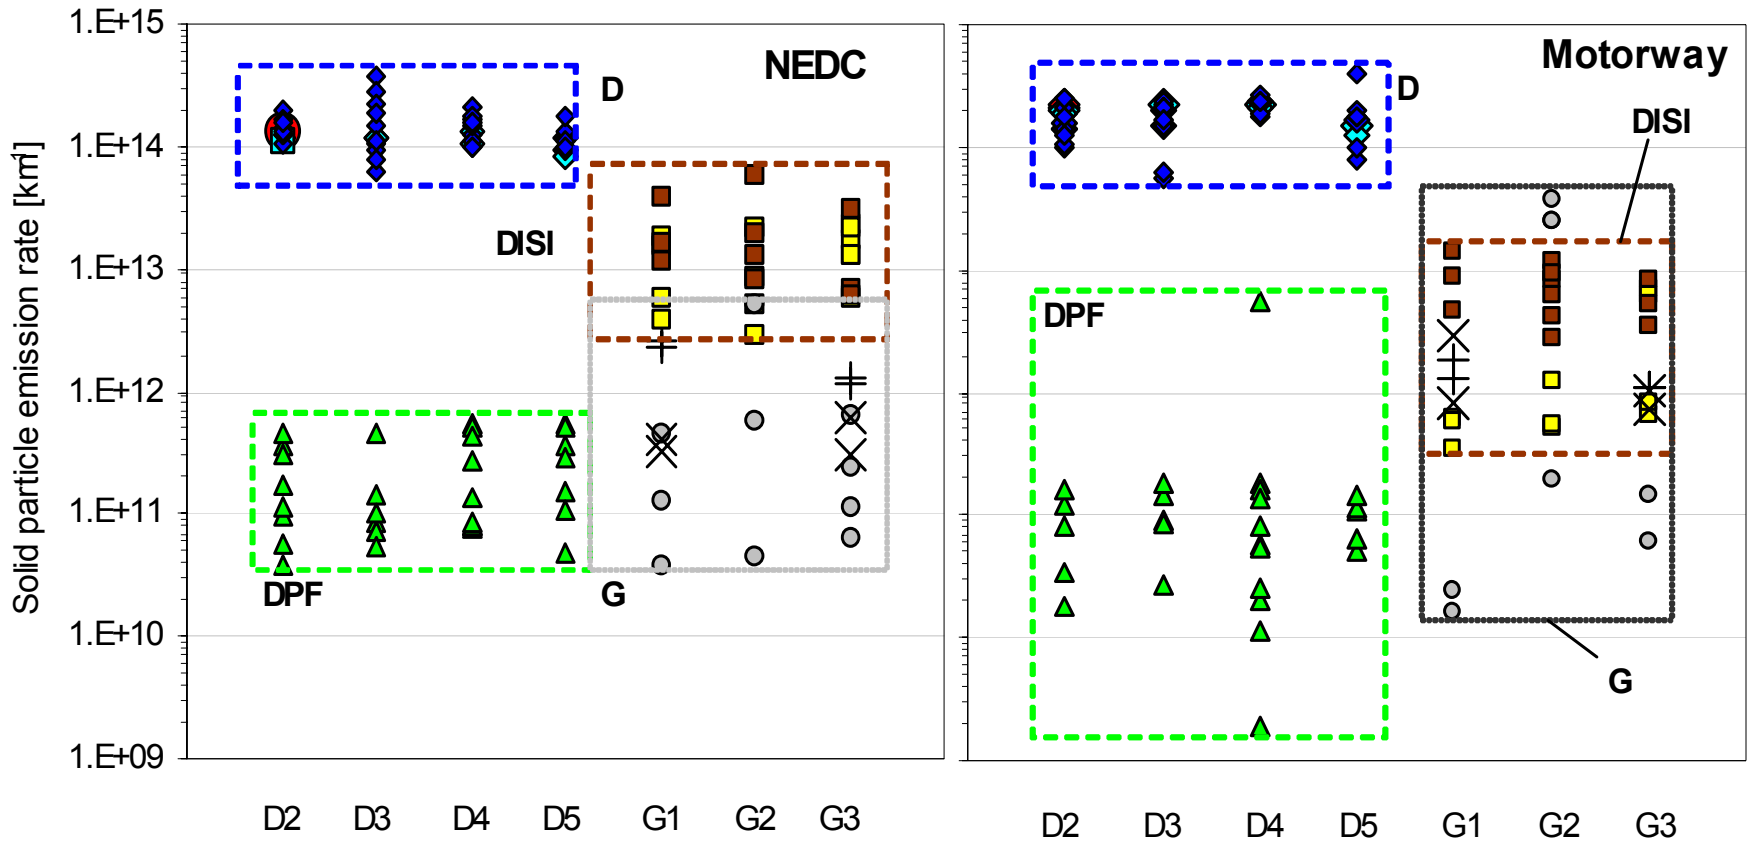 Solid particle emission rate [km-1]
1.E+15
1.E+14
1.E+13
1.E+12
1.E+11
1.E+10
1.E+09
NEDC
D
DISI
DPF
G
D2 D3 D4 D5 G1 G2 G3
Motorway
D
DISI
DPF
G
D2 D3 D4 D5 G1 G2 G3